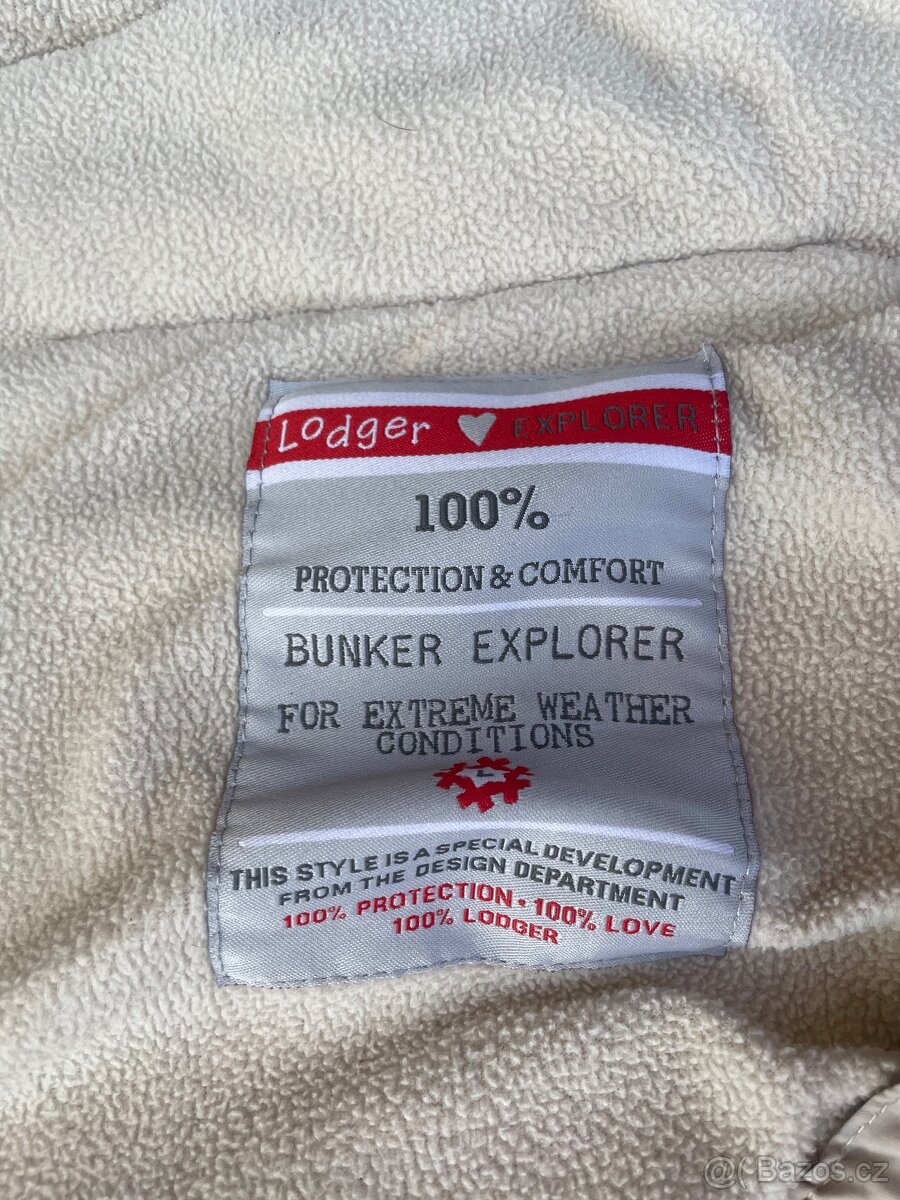 Lodger EXPLORER
100%
PROTECTION & COMFORT
BUNKER EXPLORER
FOR EXTREME WEATHER
CONDITIONS
L
THIS STYLE IS A SPECIAL DEVELOPMENT
FROM THE DESIGN DEPARTMENT
100% PROTECTION • 100% LOVE
100% LODGER
@( Bazos.cz